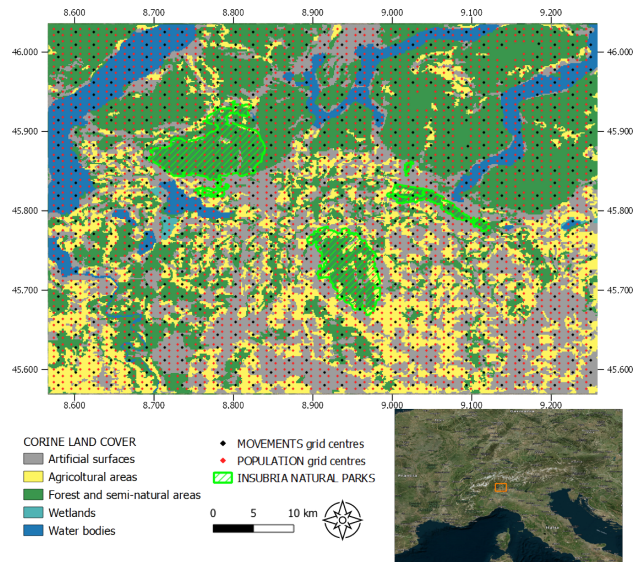 8.600 8.700 8.800 8.900 9.000 9.100 9.200
46.000 46.000
45.900 45.900
45.800 45.800
45.700 45.700
45.600 45.600
8.600 8.700 8.800 8.900 9.000 9.100 9.200
CORINE LAND COVER
Artificial surfaces
Agricoltural areas
Forest and semi-natural areas
Wetlands
Water bodies
MOVEMENTS grid centres
POPULATION grid centres
INSUBRIA NATURAL PARKS
0 5 10 km